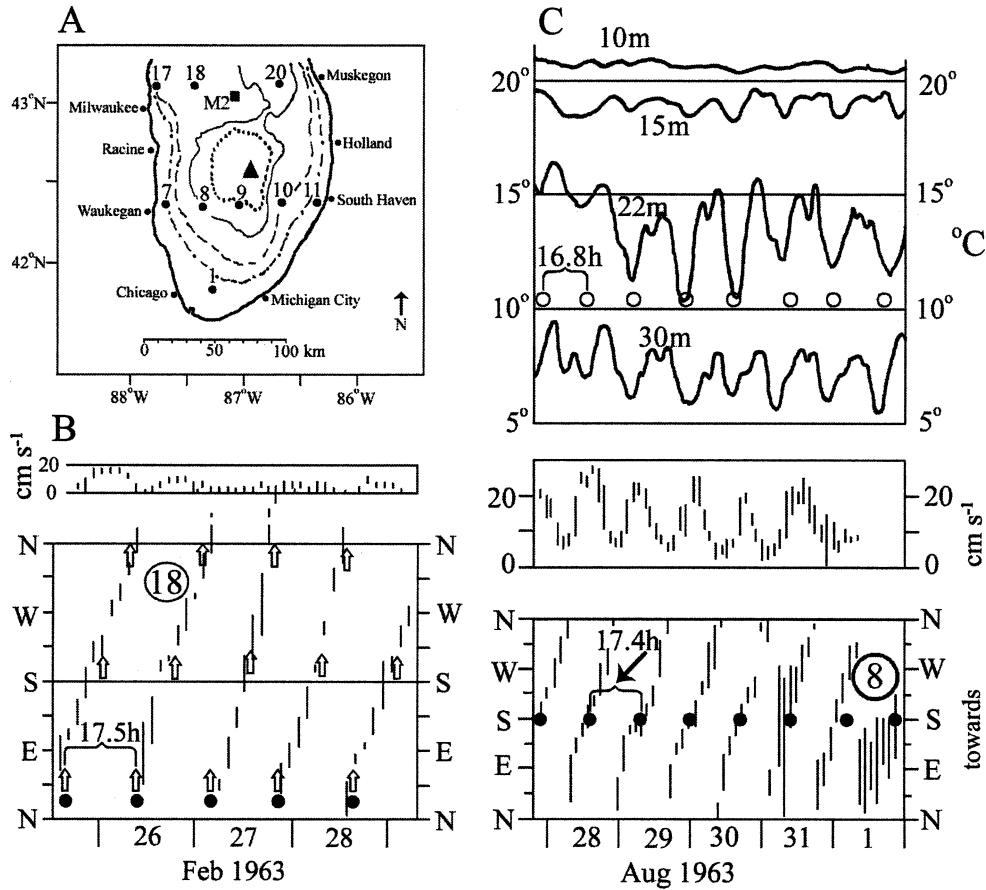 A
17 18 20
Muskegon
43°N
M2
Milwaukee
Racine
Holland
7 8 9 10 11
South Haven
Waukegan
42°N
1
Chicago
Michigan City
N
0 50 100 km
88°W 87°W 86°W
B
cm s-1
20
0
N N
18
W W
S S
17.5h
E E
N N
26 27 28
Feb 1963
C
10m
20° 20°
15m
15° 15°
22m
°C
16.8h
10° 10°
30m
5° 5°
20 20
cm s-1
0 0
N N
17.4h
W W
8
S S
towards
E E
N N
28 29 30 31 1
Aug 1963